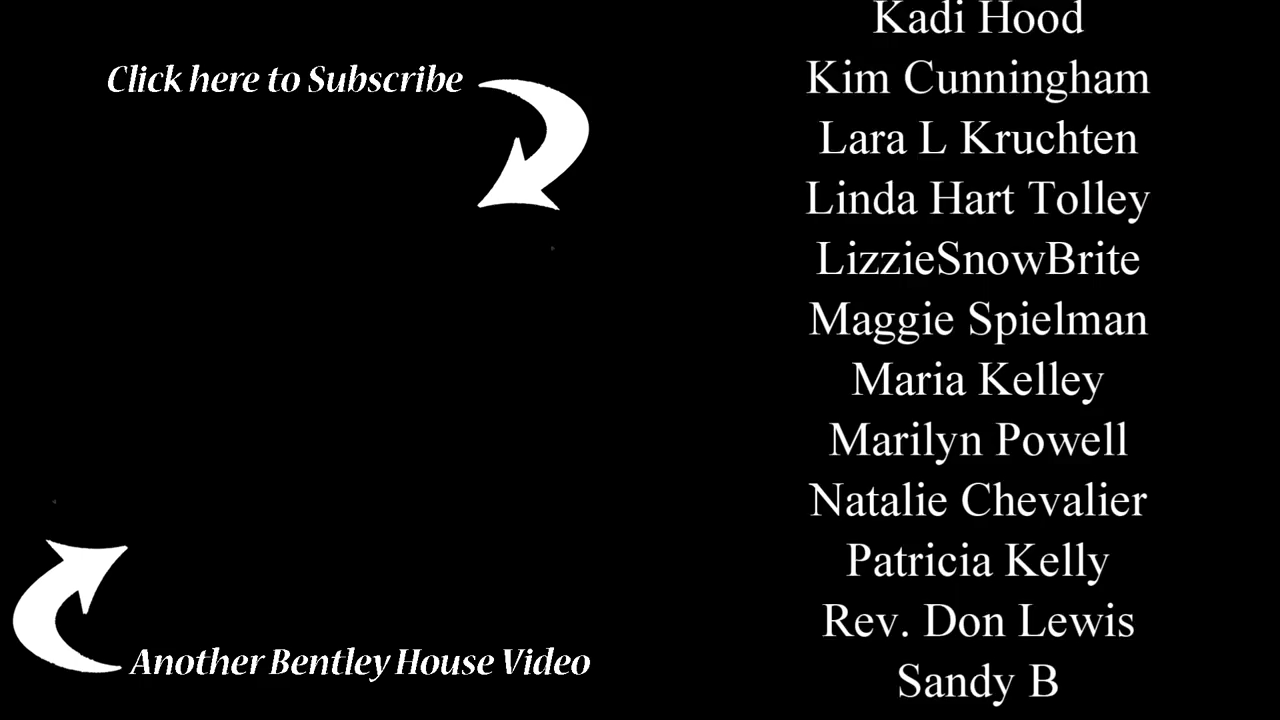 Click here to Subscribe
Another Bentley House Video
Kadi Hood
Kim Cunningham
Lara L Kruchten
Linda Hart Tolley
LizzieSnowBrite
Maggie Spielman
Maria Kelley
Marilyn Powell
Natalie Chevalier
Patricia Kelly
Rev. Don Lewis
Sandy B